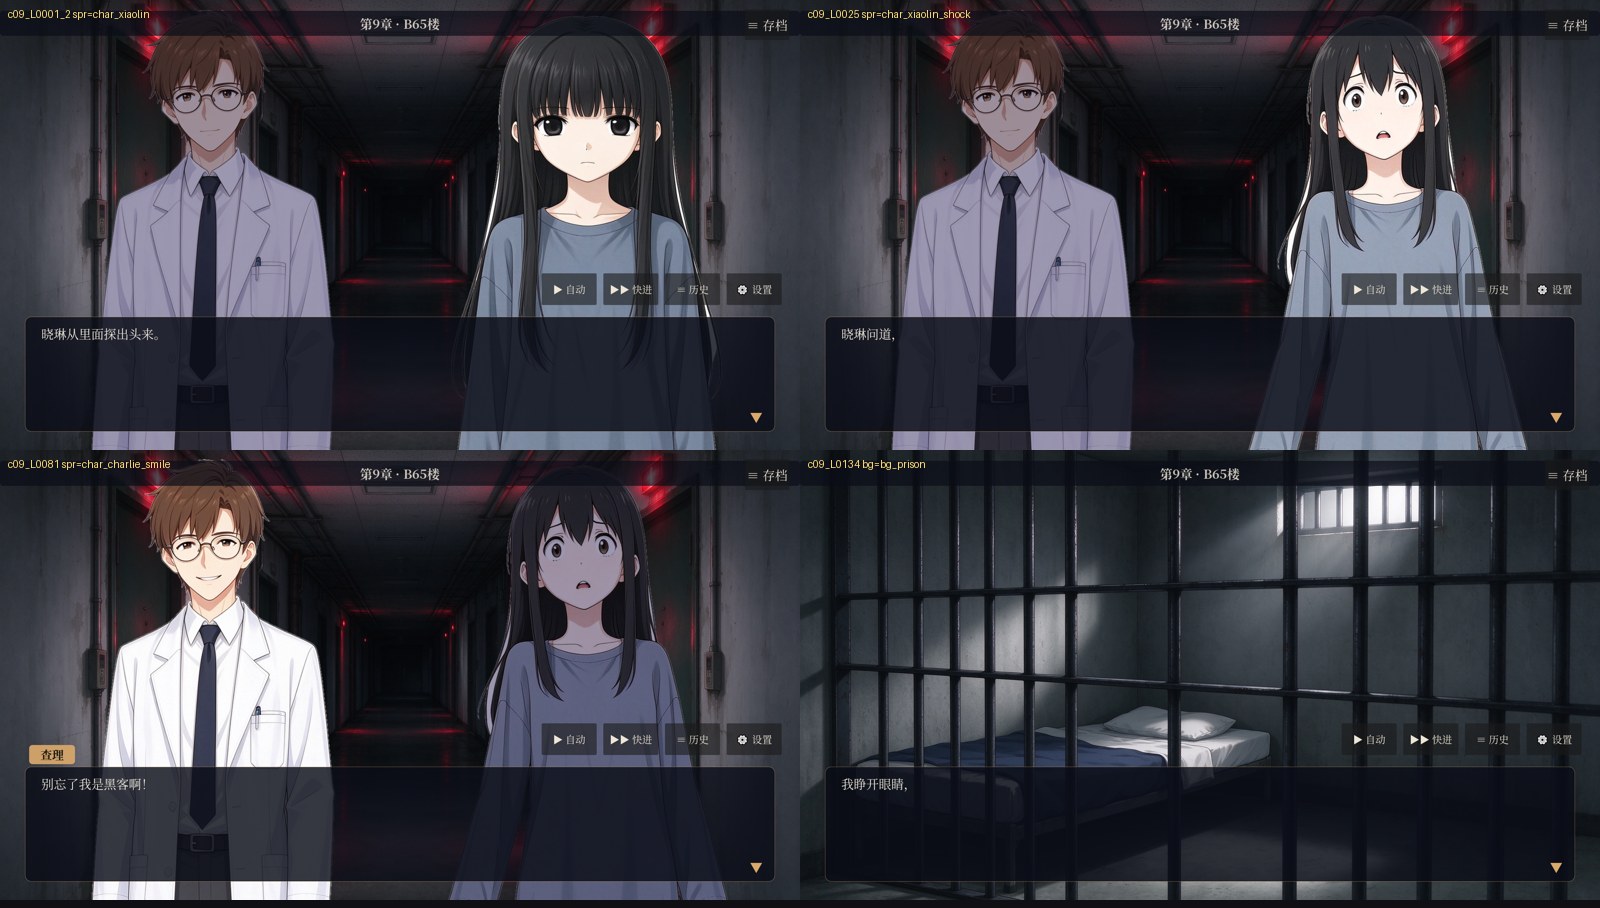 c09_L0001_2 spr=char_xiaolin
第9章 · B65楼
≡ 存档
▶ 自动
▶▶ 快进
≡ 历史
设置
晓琳从里面探出头来。
c09_L0025 spr=char_xiaolin_shock
第9章 · B65楼
≡ 存档
▶ 自动
▶▶ 快进
≡ 历史
设置
晓琳问道,
c09_L0081 spr=char_charlie_smile
第9章 · B65楼
≡ 存档
▶ 自动
▶▶ 快进
≡ 历史
设置
查理
别忘了我是黑客啊!
c09_L0134 bg=bg_prison
第9章 · B65楼
≡ 存档
▶ 自动
▶▶ 快进
≡ 历史
设置
我睁开眼睛,